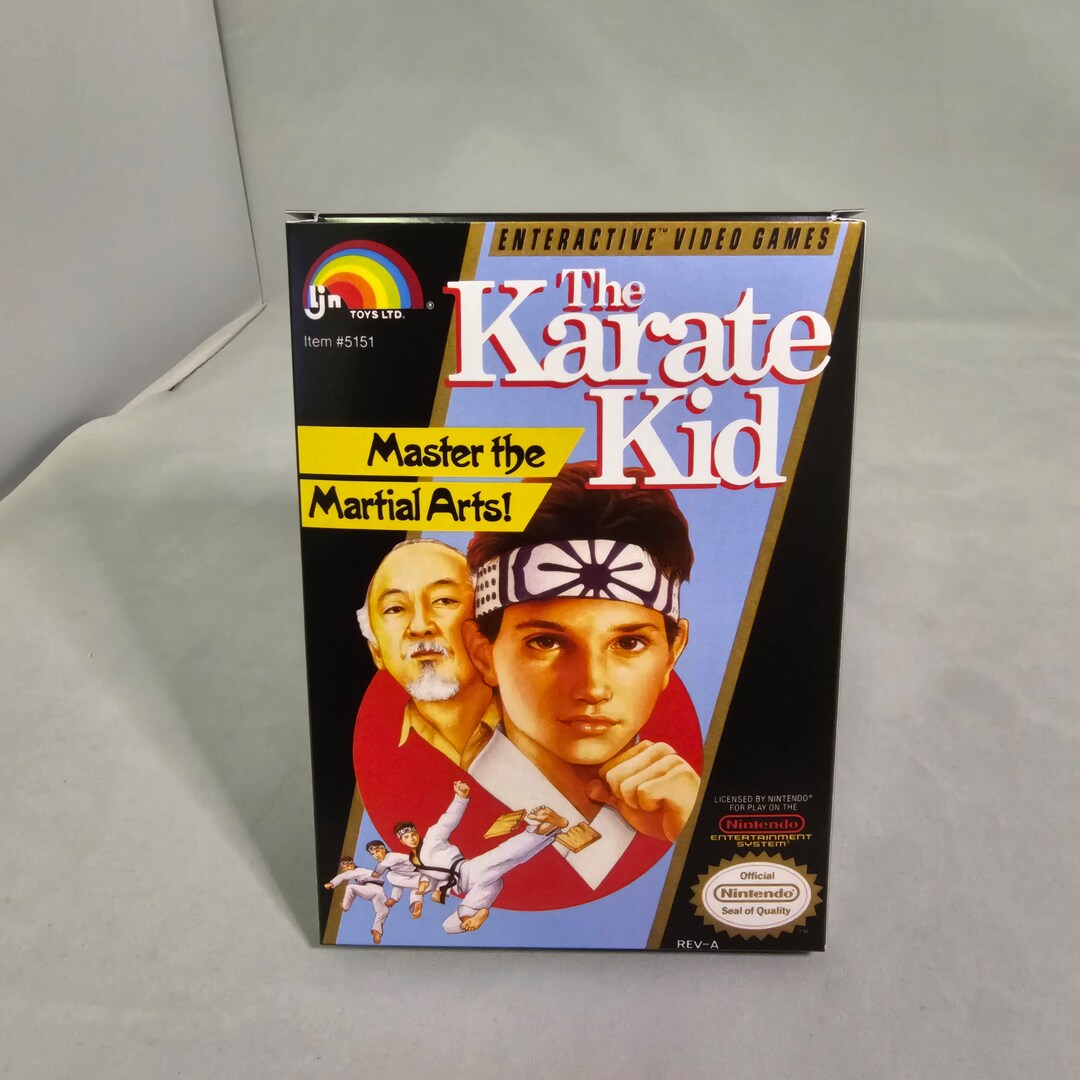 ENTERACTIVE™ VIDEO GAMES
ljn
TOYS LTD.®
Item #5151
The
Karate
Kid
Master the
Martial Arts!
LICENSED BY NINTENDO®
FOR PLAY ON THE
Nintendo
ENTERTAINMENT
SYSTEM®
Official
Nintendo®
Seal of Quality
TM
REV-A